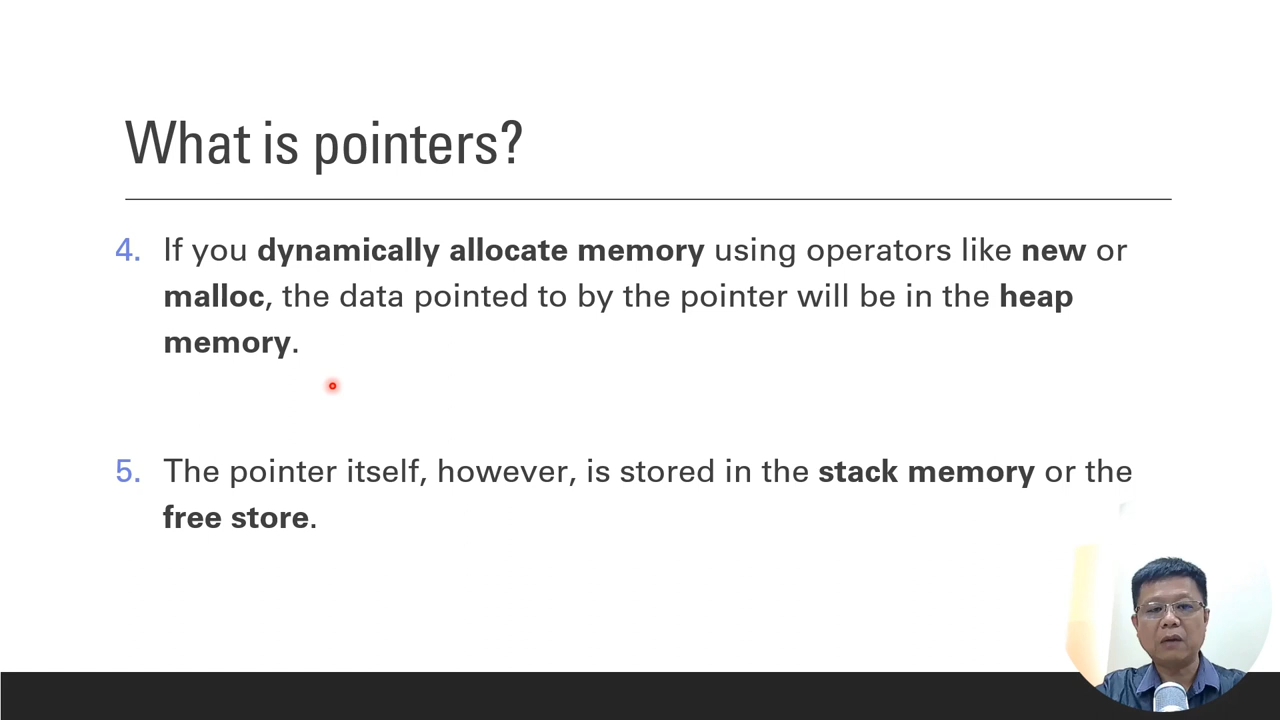 What is pointers?
4. If you dynamically allocate memory using operators like new or
malloc, the data pointed to by the pointer will be in the heap
memory.
5. The pointer itself, however, is stored in the stack memory or the
free store.